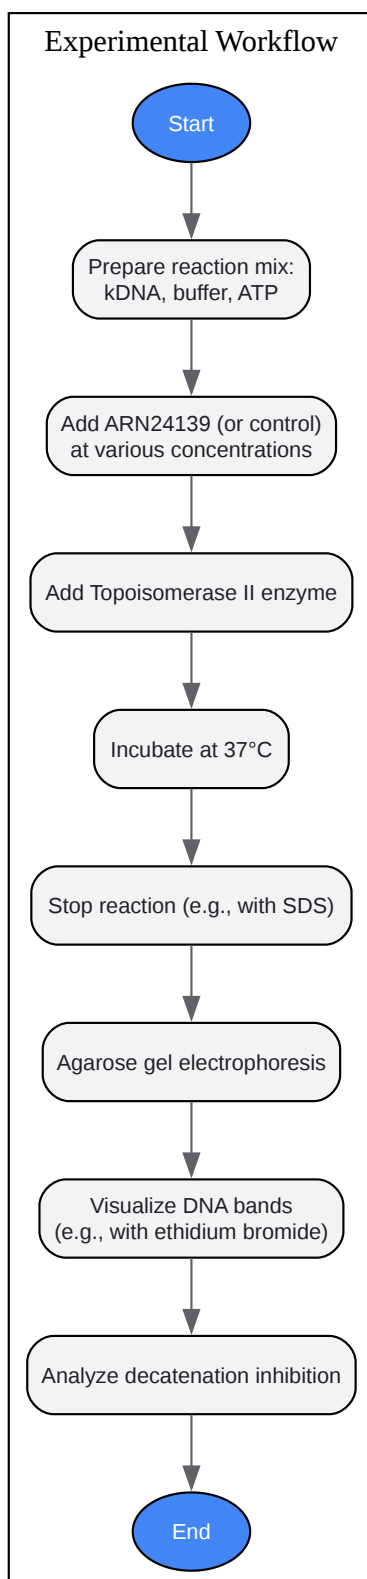 Experimental Workflow
Start
Prepare reaction mix:
kDNA, buffer, ATP
Add ARN24139 (or control)
at various concentrations
Add Topoisomerase II enzyme
Incubate at 37°C
Stop reaction (e.g., with SDS)
Agarose gel electrophoresis
Visualize DNA bands
(e.g., with ethidium bromide)
Analyze decatenation inhibition
End